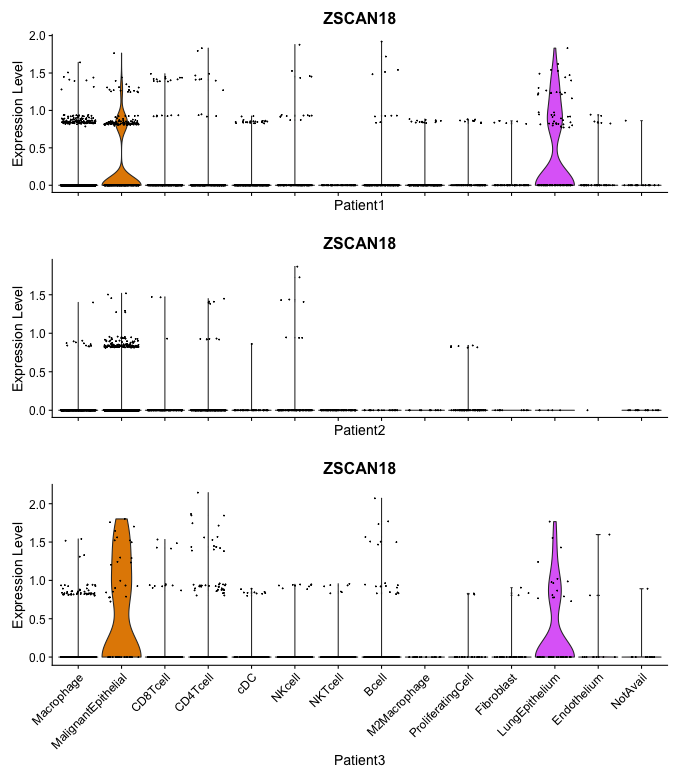 ZSCAN18
Expression Level
2.0
1.5
1.0
0.5
0.0
Patient1
ZSCAN18
Expression Level
1.5
1.0
0.5
0.0
Patient2
ZSCAN18
Expression Level
2.0
1.5
1.0
0.5
0.0
Macrophage
MalignantEpithelial
CD8Tcell
CD4Tcell
cDC
NKcell
NKTcell
Bcell
M2Macrophage
ProliferatingCell
Fibroblast
LungEpithelium
Endothelium
NotAvail
Patient3